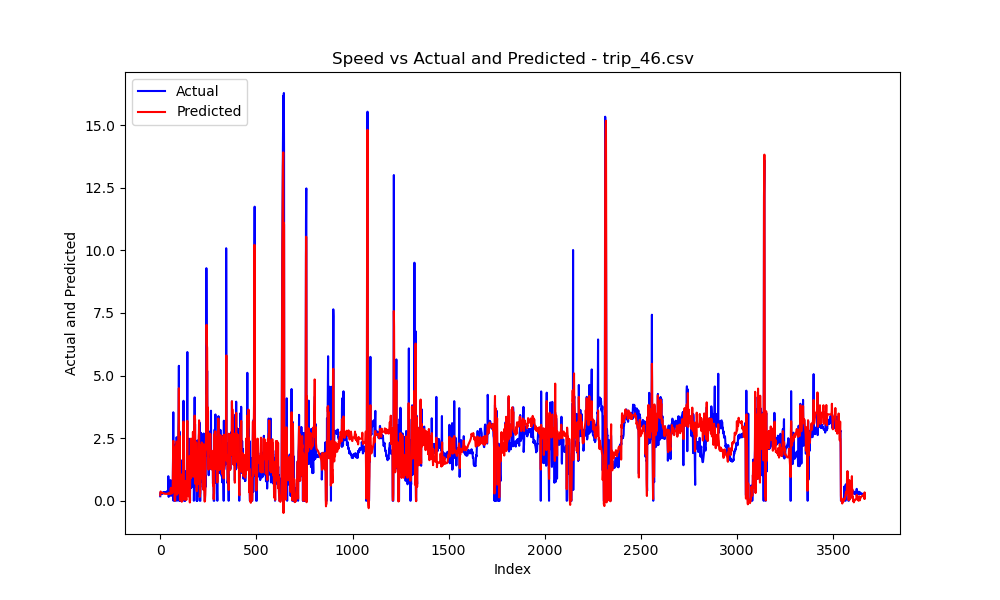 Speed vs Actual and Predicted - trip_46.csv
Actual
Predicted
15.0
12.5
10.0
7.5
5.0
2.5
0.0
Actual and Predicted
0 500 1000 1500 2000 2500 3000 3500
Index